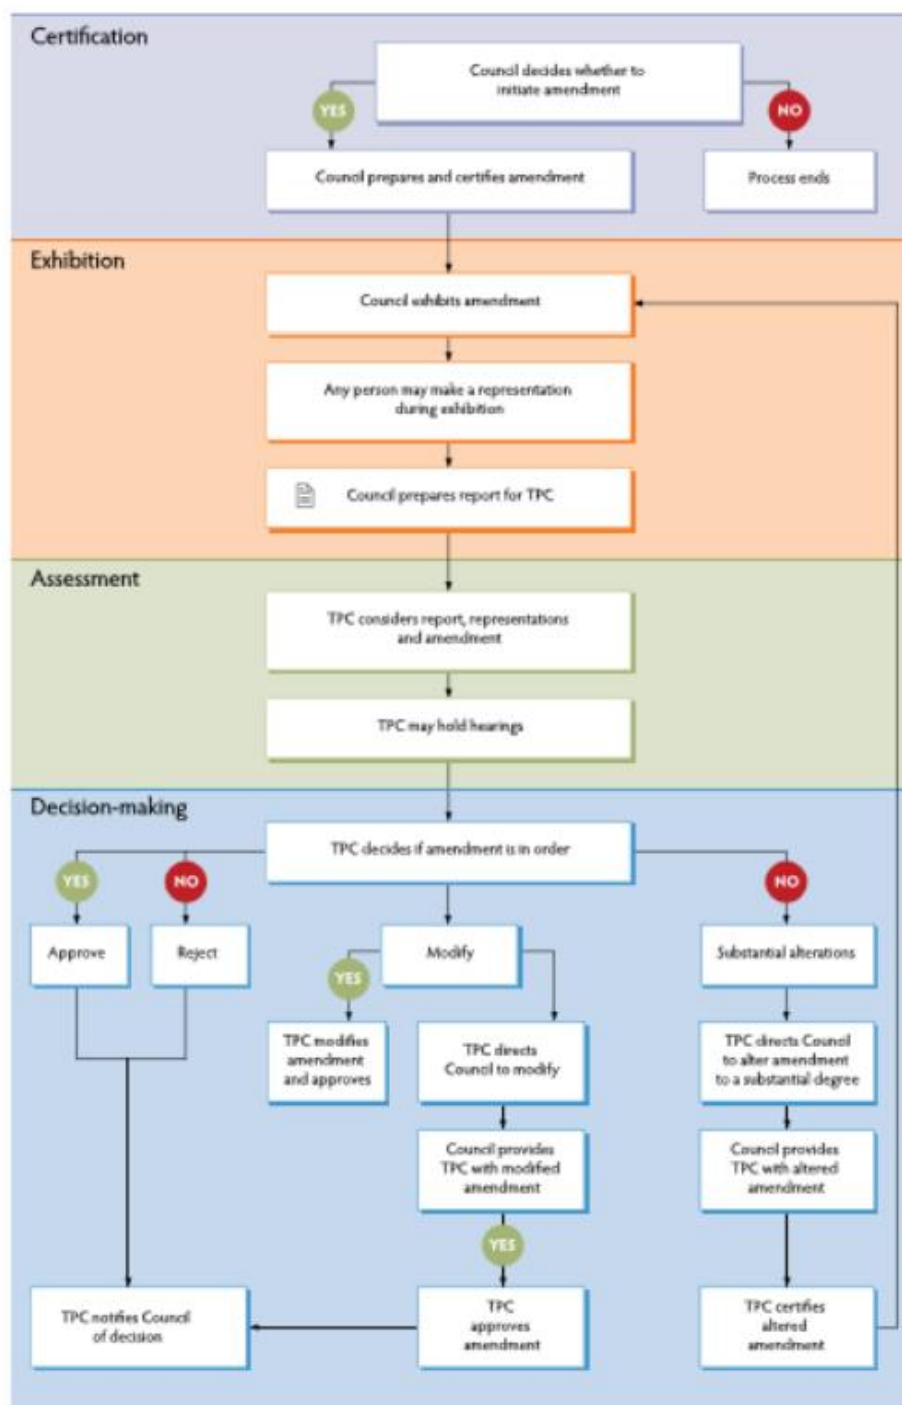 Certification
Council decides whether to
initiate amendment
YES
NO
Council prepares and certifies amendment
Process ends
Exhibition
Council exhibits amendment
Any person may make a representation
during exhibition
Council prepares report for TPC
Assessment
TPC considers report, representations
and amendment
TPC may hold hearings
Decision-making
TPC decides if amendment is in order
YES
NO
NO
Approve
Reject
Modify
Substantial alterations
YES
TPC modifies
amendment
and approves
TPC directs
Council to modify
TPC directs Council
to alter amendment
to a substantial degree
Council provides
TPC with modified
amendment
Council provides
TPC with altered
amendment
YES
TPC notifies Council
of decision
TPC
approves
amendment
TPC certifies
altered
amendment